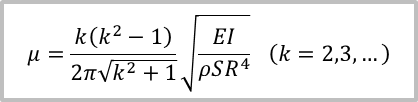 μ = k(k² − 1) / 2π√(k² + 1) √(EI / ρSR⁴) (k = 2,3, …)